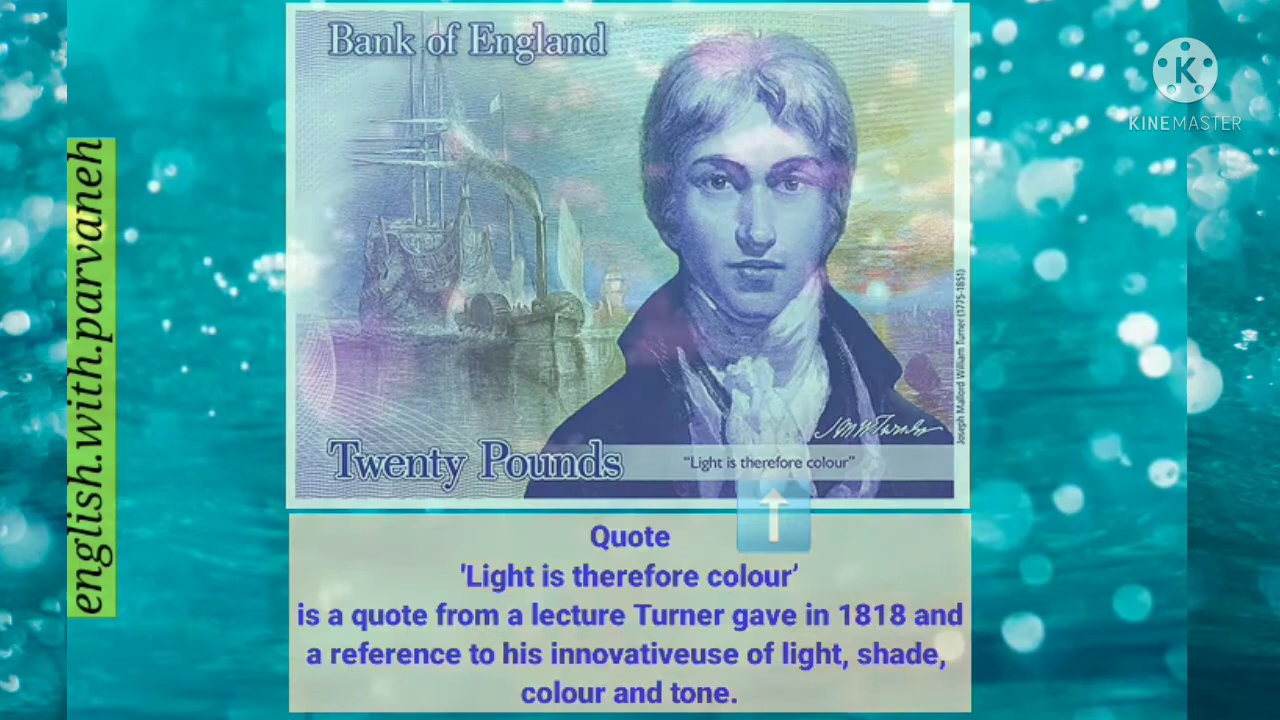 Bank of England
KINEMASTER
english.with.parvaneh
Joseph Mallord William Turner (1775-1851)
JMW Turner
Twenty Pounds
“Light is therefore colour”
Quote
'Light is therefore colour’
is a quote from a lecture Turner gave in 1818 and
a reference to his innovativeuse of light, shade,
colour and tone.